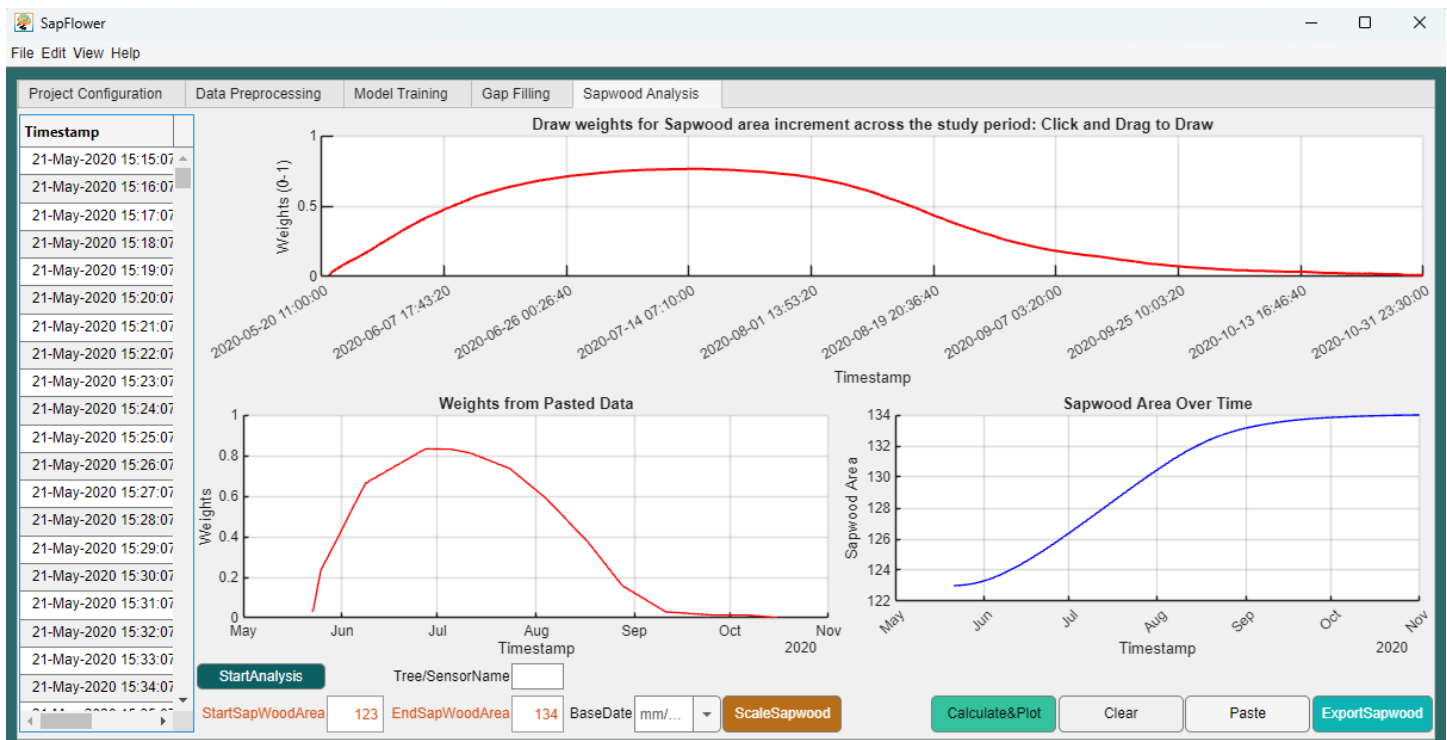 SapFlower
File Edit View Help
Project Configuration Data Preprocessing Model Training Gap Filling Sapwood Analysis
Timestamp
21-May-2020 15:15:07
21-May-2020 15:16:07
21-May-2020 15:17:07
21-May-2020 15:18:07
21-May-2020 15:19:07
21-May-2020 15:20:07
21-May-2020 15:21:07
21-May-2020 15:22:07
21-May-2020 15:23:07
21-May-2020 15:24:07
21-May-2020 15:25:07
21-May-2020 15:26:07
21-May-2020 15:27:07
21-May-2020 15:28:07
21-May-2020 15:29:07
21-May-2020 15:30:07
21-May-2020 15:31:07
21-May-2020 15:32:07
21-May-2020 15:33:07
21-May-2020 15:34:07
Draw weights for Sapwood area increment across the study period: Click and Drag to Draw
Weights (0-1)
1
0.5
0
2020-05-20 11:00:00
2020-06-07 17:43:20
2020-06-26 00:26:40
2020-07-14 07:10:00
2020-08-01 13:53:20
2020-08-19 20:36:40
2020-09-07 03:20:00
2020-09-25 10:03:20
2020-10-13 16:46:40
2020-10-31 23:30:00
Timestamp
Weights from Pasted Data
Weights
1
0.8
0.6
0.4
0.2
0
May Jun Jul Aug Sep Oct Nov
Timestamp 2020
Sapwood Area Over Time
Sapwood Area
134
132
130
128
126
124
122
May Jun Jul Aug Sep Oct Nov
Timestamp 2020
StartAnalysis Tree/SensorName
StartSapWoodArea 123 EndSapWoodArea 134 BaseDate mm/... ScaleSapwood Calculate&Plot Clear Paste ExportSapwood